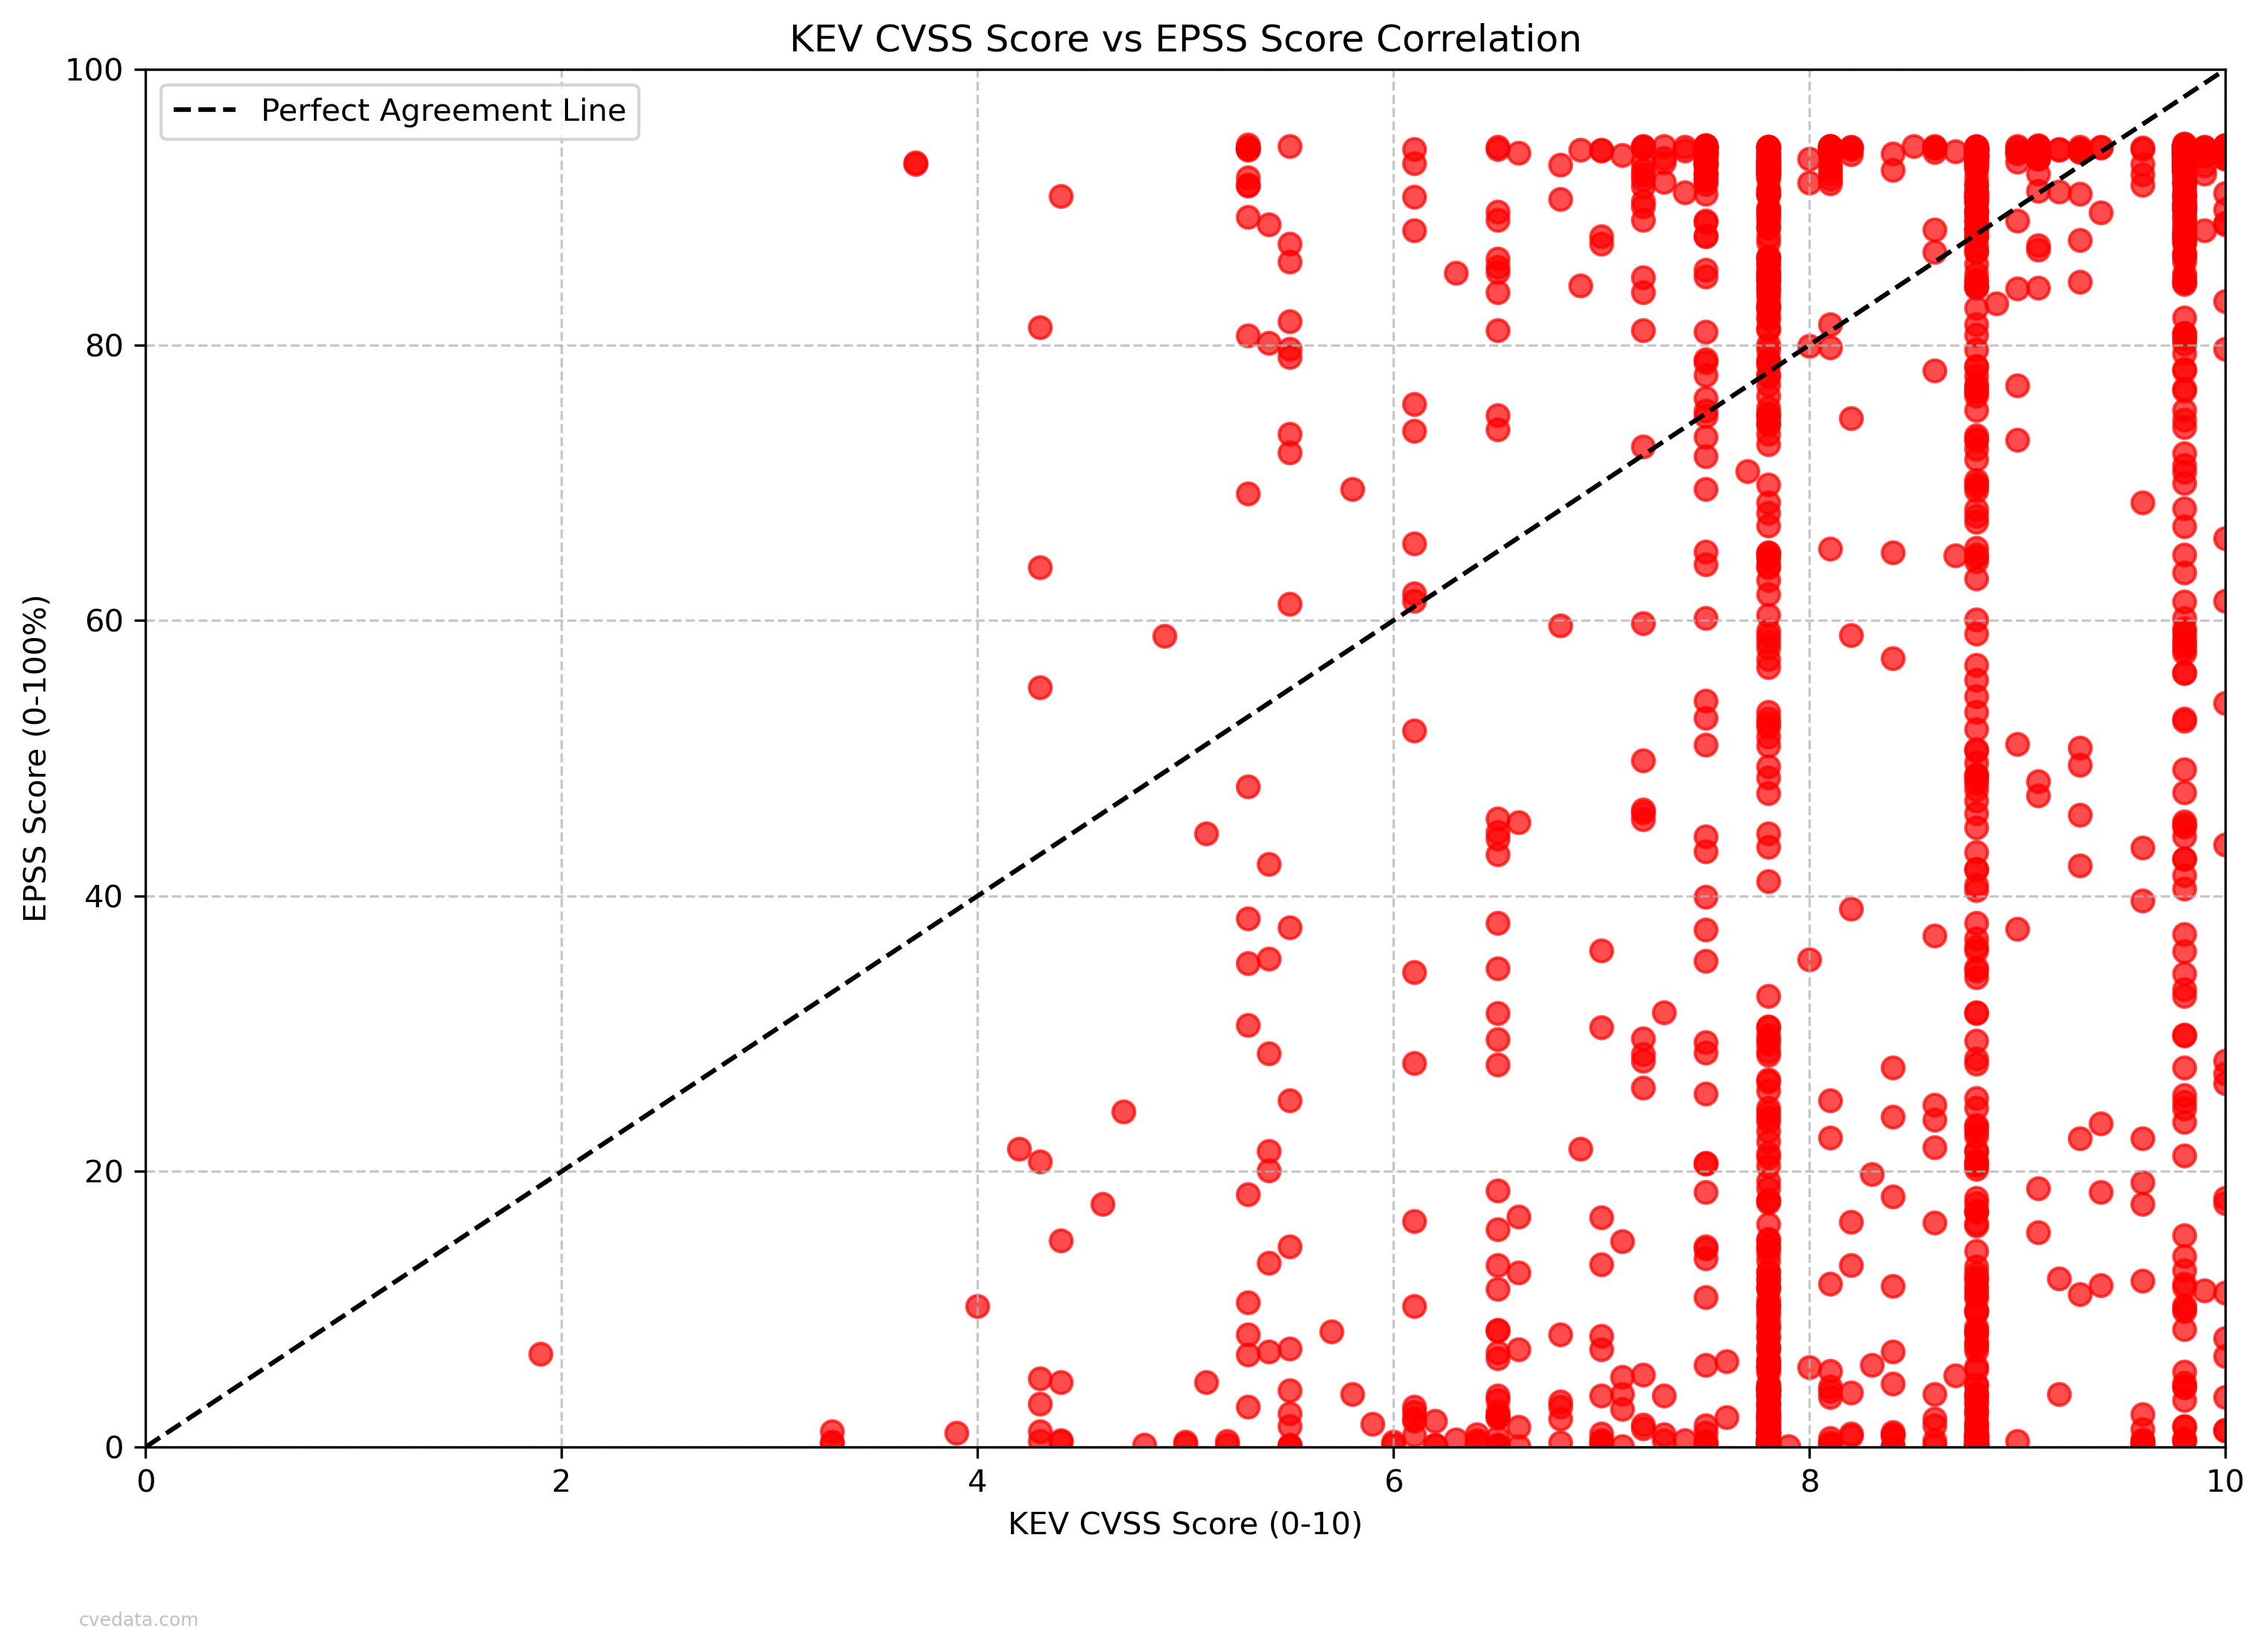 KEV CVSS Score vs EPSS Score Correlation
Perfect Agreement Line
EPSS Score (0-100%)
100
80
60
40
20
0
0 2 4 6 8 10
KEV CVSS Score (0-10)
cvedata.com